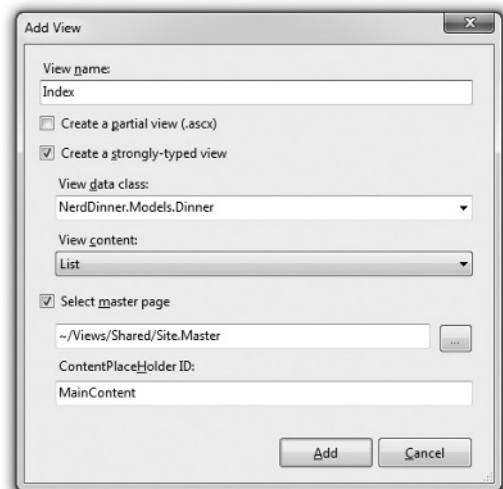 Add View
View name:
Index
Create a partial view (.ascx)
Create a strongly-typed view
View data class:
NerdDinner.Models.Dinner
View content:
List
Select master page
~/Views/Shared/Site.Master
...
ContentPlaceHolder ID:
MainContent
Add Cancel